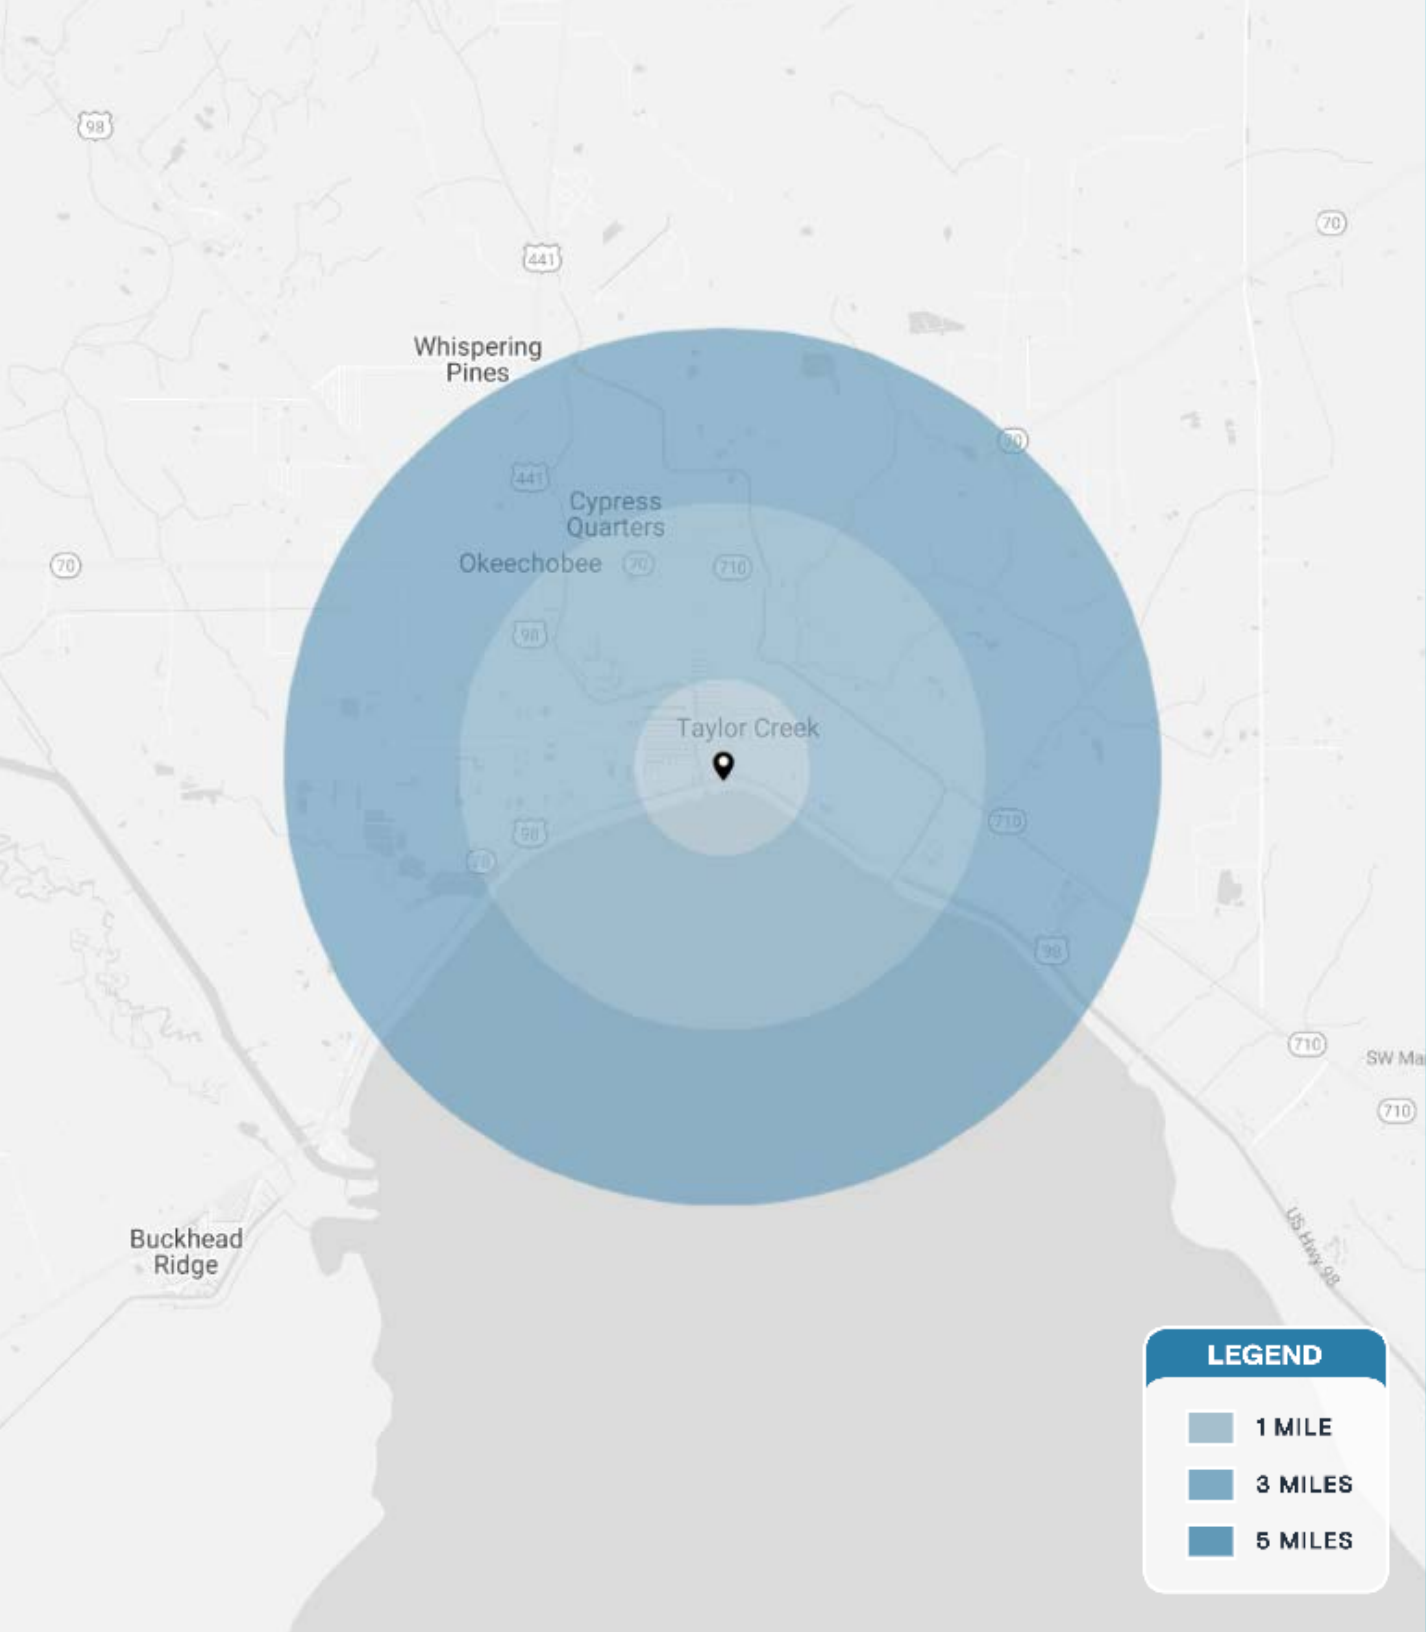 98
70
441
Whispering
Pines
70
441
Cypress
Quarters
Okeechobee
70
710
70
98
Taylor Creek
98
710
98
710
SW Ma
710
Buckhead
Ridge
US Hwy 98
LEGEND
1 MILE
3 MILES
5 MILES